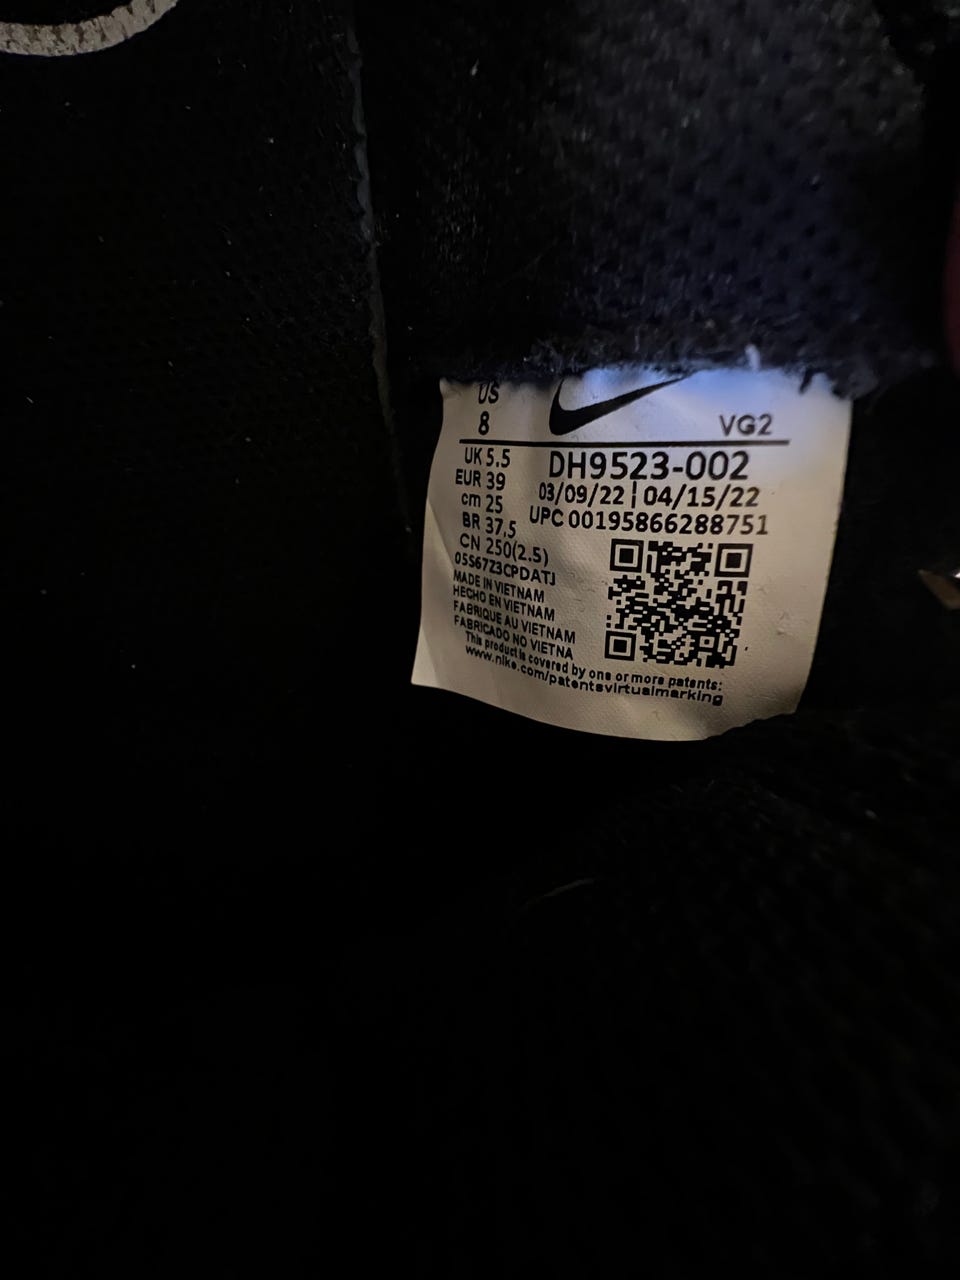 US
8
VG2
UK 5.5
EUR 39
cm 25
BR 37.5
CN 250(2.5)
DH9523-002
03/09/22 | 04/15/22
UPC 00195866288751
05S67Z3CPDATJ
MADE IN VIETNAM
HECHO EN VIETNAM
FABRIQUE AU VIETNAM
FABRICADO NO VIETNA
This product is covered by one or more patents:
www.nike.com/patentsvirtualmarking